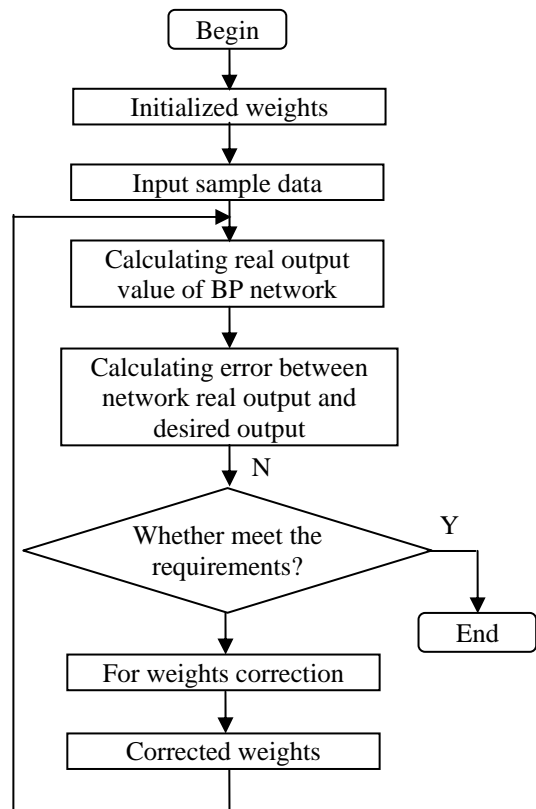 Begin
Initialized weights
Input sample data
Calculating real output
value of BP network
Calculating error between
network real output and
desired output
N
Whether meet the
requirements?
Y
End
For weights correction
Corrected weights